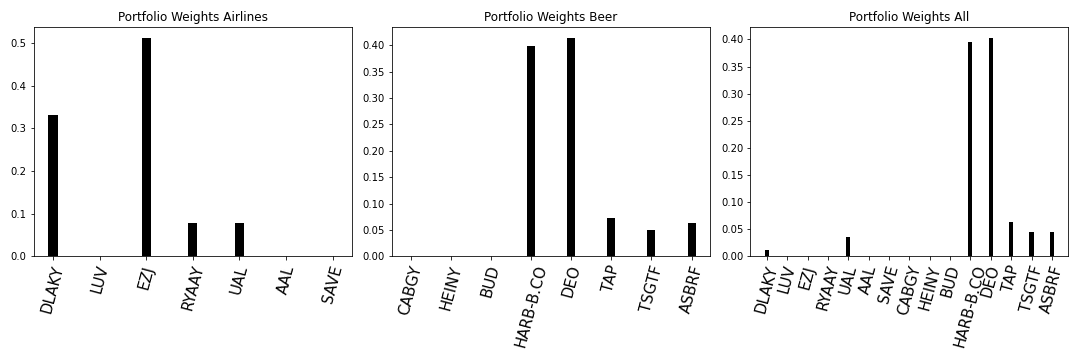 Portfolio Weights Airlines
0.5
0.4
0.3
0.2
0.1
0.0
DLAKY
LUV
EZJ
RYAAY
UAL
AAL
SAVE
Portfolio Weights Beer
0.40
0.35
0.30
0.25
0.20
0.15
0.10
0.05
0.00
CABGY
HEINY
BUD
HARB-B.CO
DEO
TAP
TSGTF
ASBRF
Portfolio Weights All
0.40
0.35
0.30
0.25
0.20
0.15
0.10
0.05
0.00
DLAKY
LUV
EZJ
RYAAY
UAL
AAL
SAVE
CABGY
HEINY
BUD
HARB-B.CO
DEO
TAP
TSGTF
ASBRF